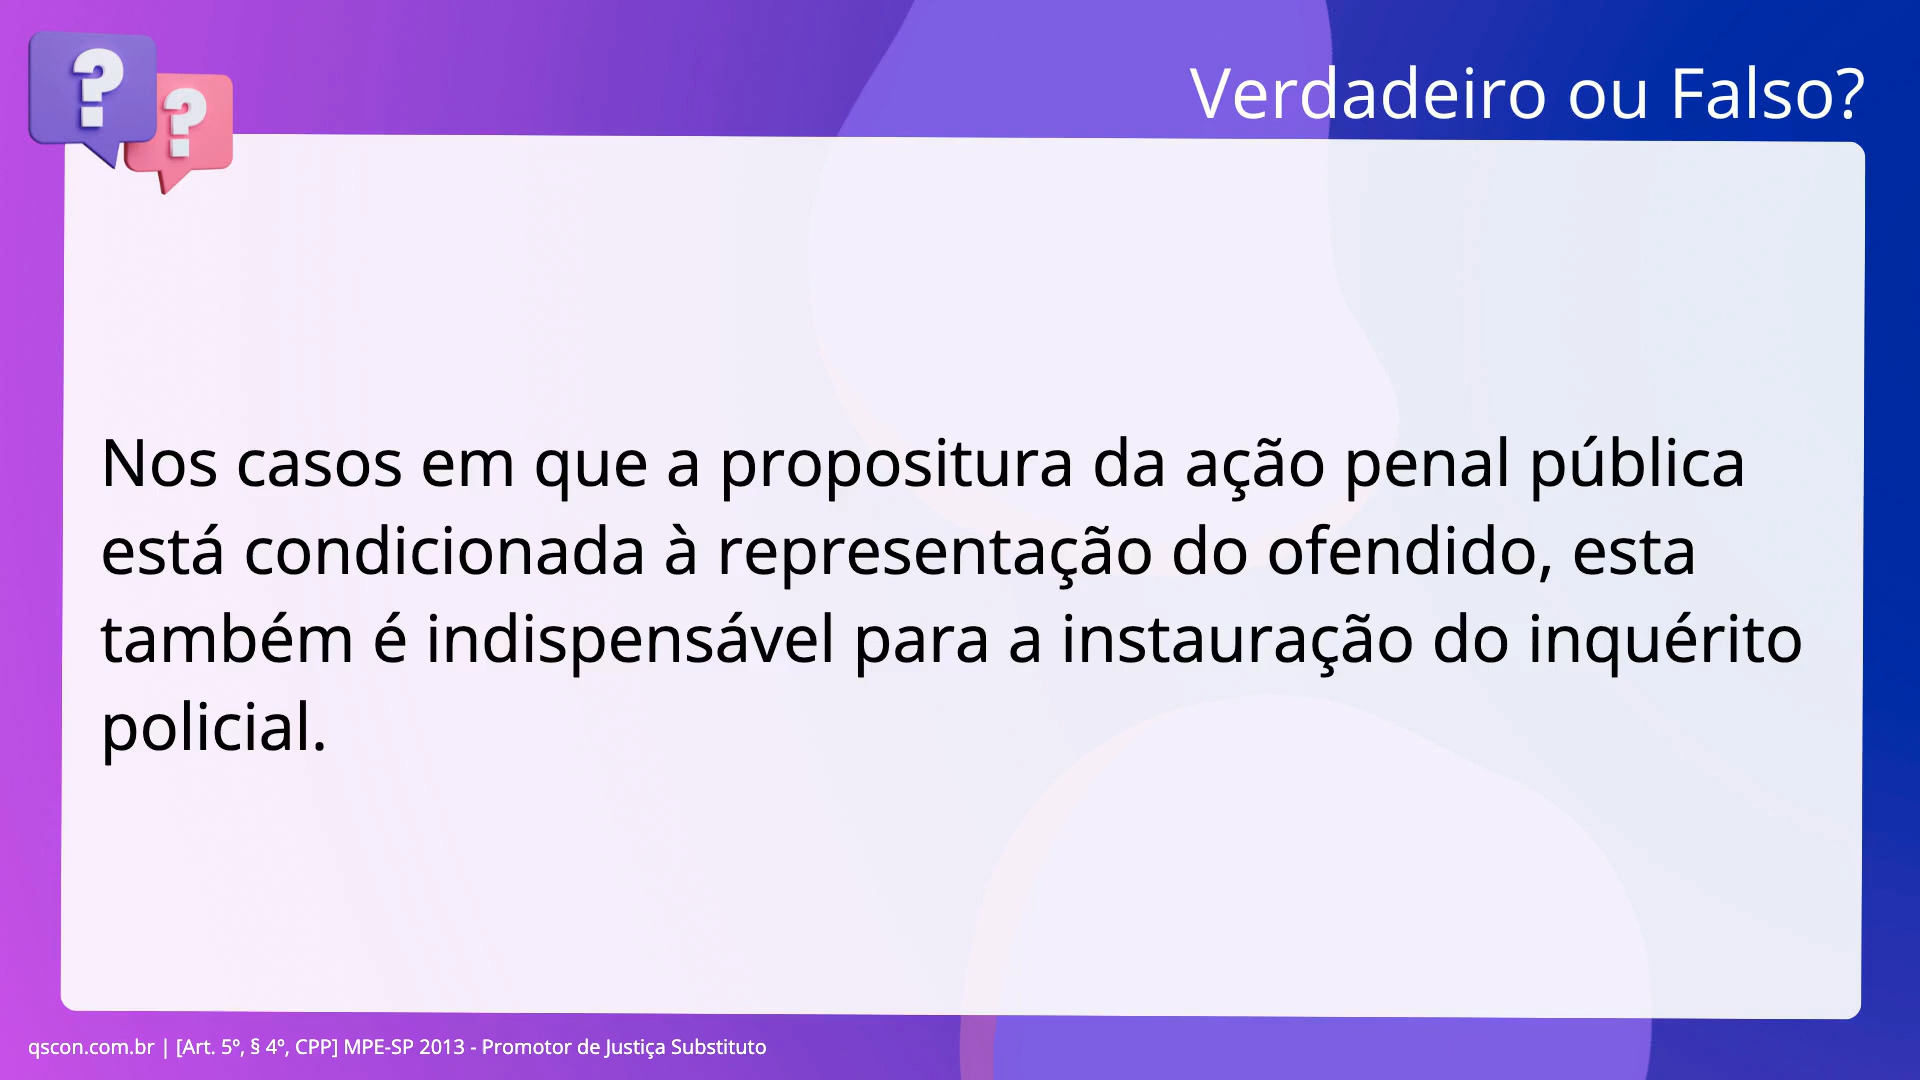 ?
?
Verdadeiro ou Falso?
Nos casos em que a propositura da ação penal pública
está condicionada à representação do ofendido, esta
também é indispensável para a instauração do inquérito
policial.
qscon.com.br | [Art. 5º, § 4º, CPP] MPE-SP 2013 - Promotor de Justiça Substituto